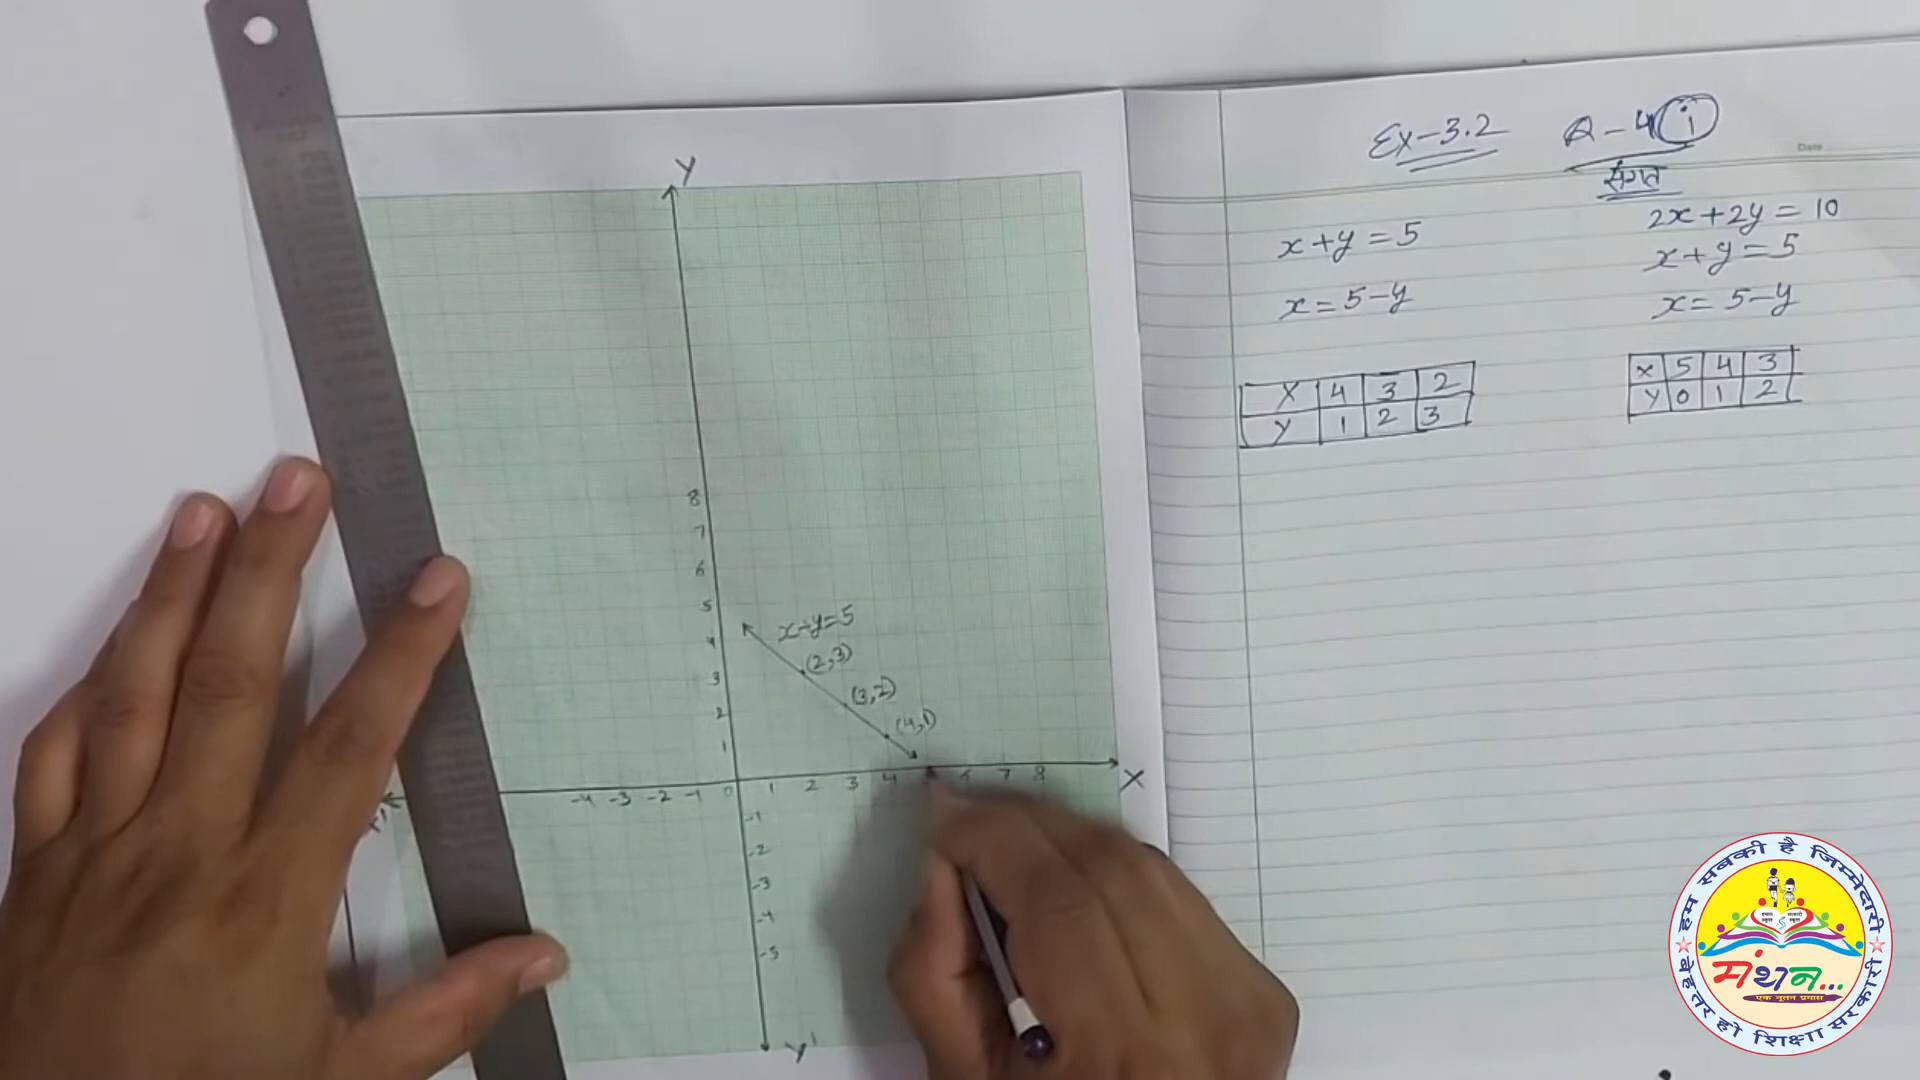 Y
8
7
6
5
4
3
2
1
x+y=5
(2,3)
(3,2)
(4,1)
-4 -3 -2 -1 0 1 2 3 4 6 7 8
X
-1
-2
-3
-4
-5
Y'
Ex-3.2 Q-4 i
Date
संगत
x+y=5
x=5-y
X 4 3 2
Y 1 2 3
2x+2y=10
x+y=5
x=5-y
x 5 4 3
y 0 1 2
हम सबकी है जिम्मेदारी
मंथन...
एक नूतन प्रयास
बेहतर हो शिक्षा सरकारी